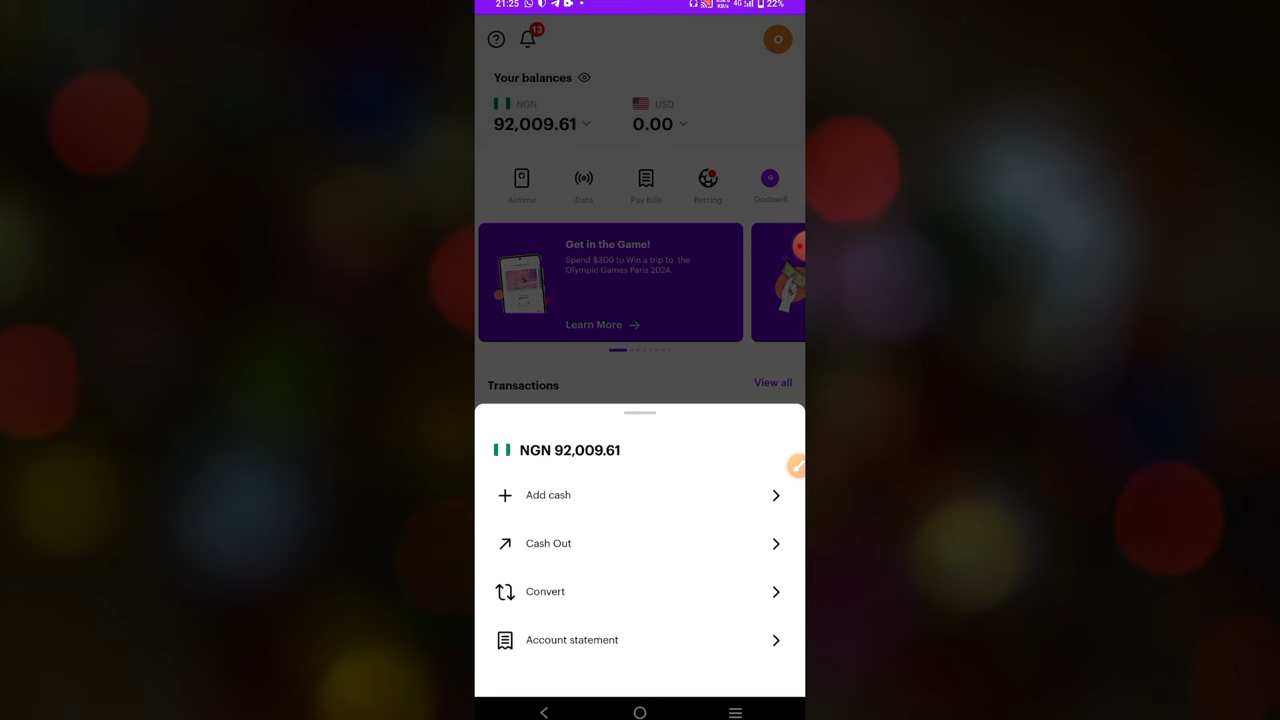 21:25
4G
22%
13
O
Your balances
NGN
USD
92,009.61
0.00
Airtime
Data
Pay Bills
Betting
Godswill
Get in the Game!
Spend $300 to Win a trip to the
Olympic Games Paris 2024.
Learn More
Transactions
View all
NGN 92,009.61
Add cash
Cash Out
Convert
Account statement